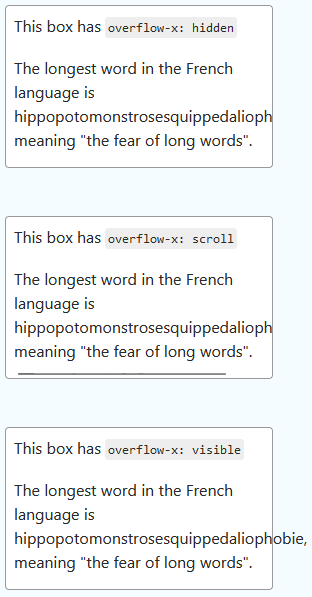 This box has overflow-x: hidden
The longest word in the French
language is
hippopotomonstrosesquippedalioph
meaning "the fear of long words".
This box has overflow-x: scroll
The longest word in the French
language is
hippopotomonstrosesquippedalioph
meaning "the fear of long words".
This box has overflow-x: visible
The longest word in the French
language is
hippopotomonstrosesquippedaliophobie,
meaning "the fear of long words".